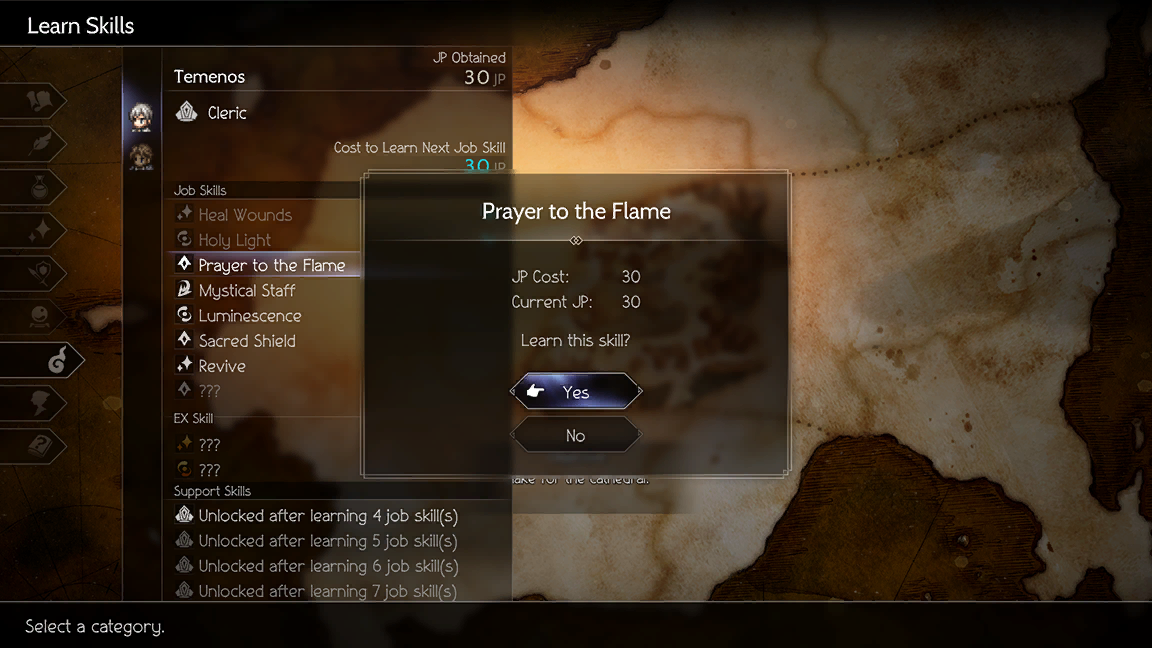 Learn Skills
JP Obtained
Temenos
30 JP
Cleric
Cost to Learn Next Job Skill
30 JP
Job Skills
Heal Wounds
Holy Light
Prayer to the Flame
Mystical Staff
Luminescence
Sacred Shield
Revive
???
EX Skill
???
???
Support Skills
Unlocked after learning 4 job skill(s)
Unlocked after learning 5 job skill(s)
Unlocked after learning 6 job skill(s)
Unlocked after learning 7 job skill(s)
Prayer to the Flame
JP Cost: 30
Current JP: 30
Learn this skill?
Yes
No
for the cathedral.
Select a category.